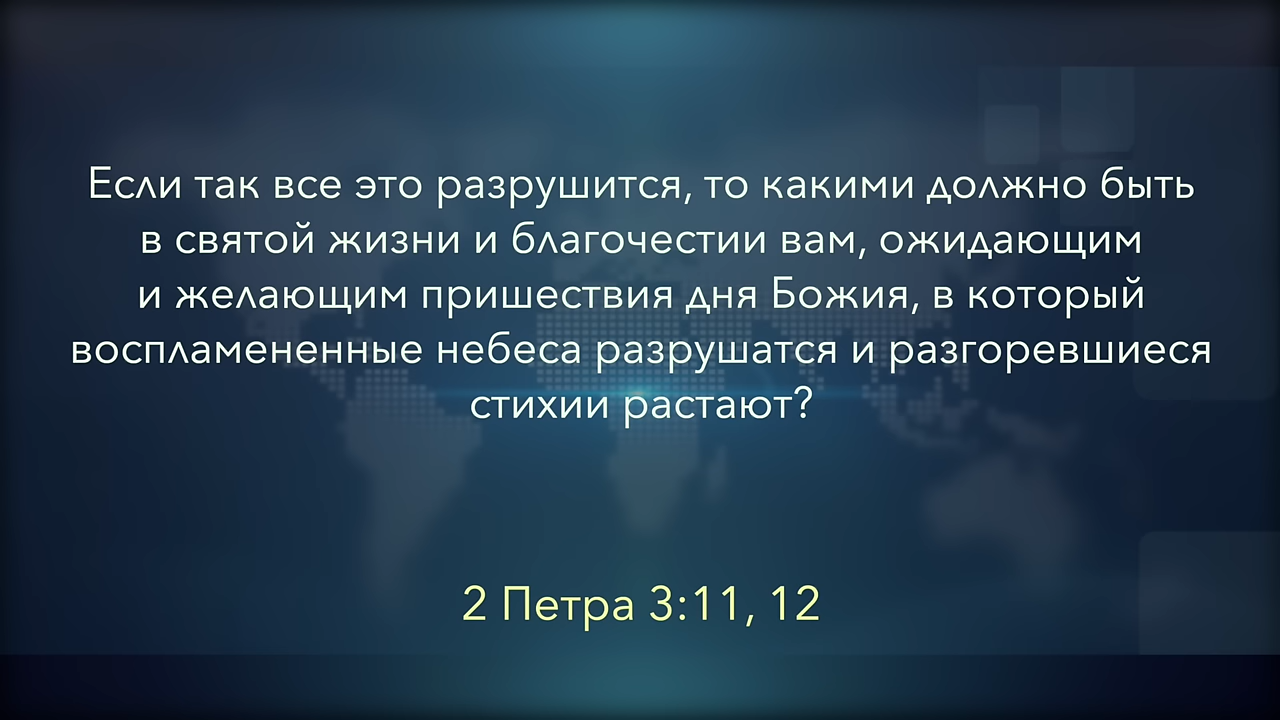 Если так все это разрушится, то какими должно быть
в святой жизни и благочестии вам, ожидающим
и желающим пришествия дня Божия, в который
воспламененные небеса разрушатся и разгоревшиеся
стихии растают?
2 Петра 3:11, 12